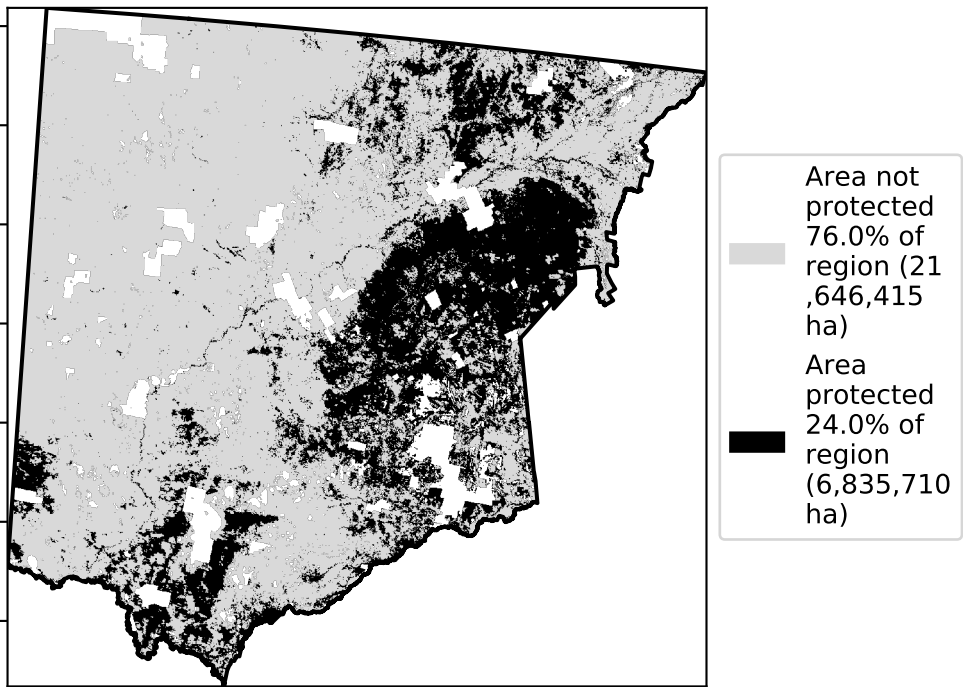 Area not
protected
76.0% of
region (21
,646,415
ha)
Area
protected
24.0% of
region
(6,835,710
ha)